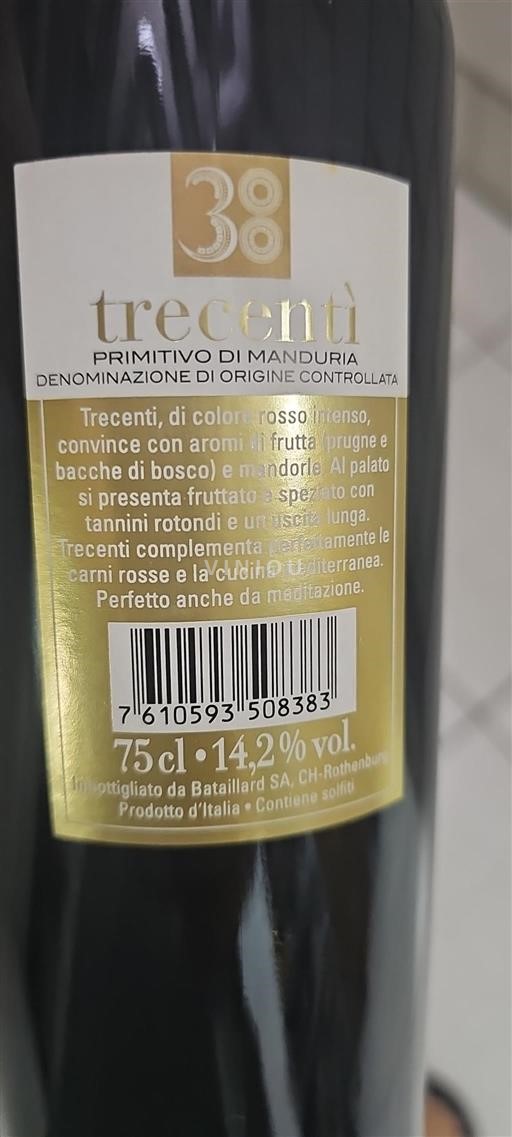 300
trecentì
PRIMITIVO DI MANDURIA
DENOMINAZIONE DI ORIGINE CONTROLLATA
Trecenti, di colore rosso intenso,
convince con aromi di frutta (prugne e
bacche di bosco) e mandorle. Al palato
si presenta fruttato e speziato con
tannini rotondi e un'uscita lunga.
Trecenti complementa perfettamente le
carni rosse e la cucina mediterranea.
Perfetto anche da meditazione.
7 610593 508383
75 cl • 14,2% vol.
Imbottigliato da Bataillard SA, CH-Rothenburg
Prodotto d'Italia • Contiene solfiti